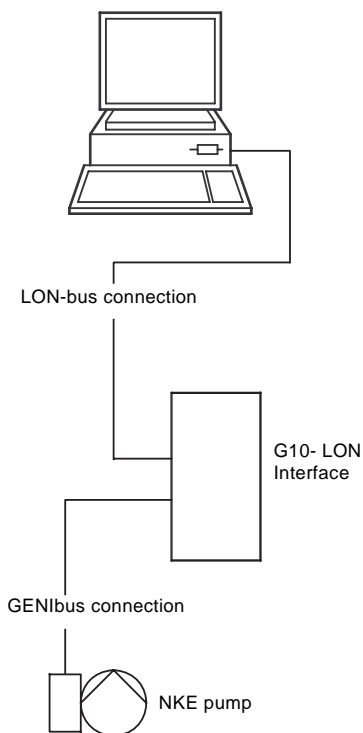 LON-bus connection
G10- LON
Interface
GENIbus connection
NKE pump